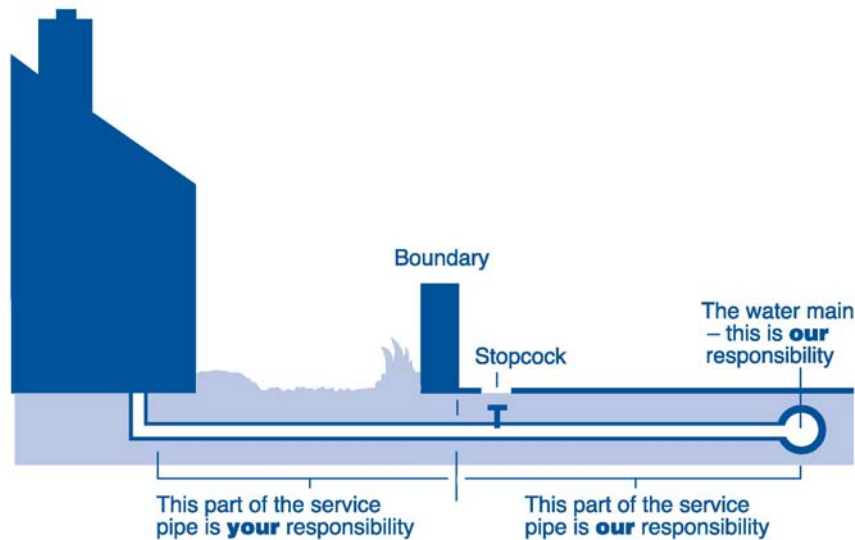 Boundary
Stopcock
The water main
– this is our
responsibility
This part of the service
pipe is your responsibility
This part of the service
pipe is our responsibility